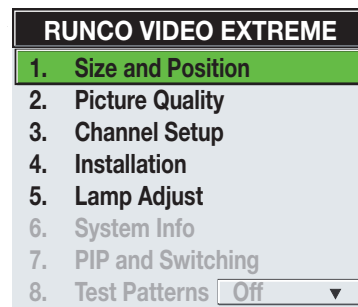 RUNCO VIDEO EXTREME
1. Size and Position
2. Picture Quality
3. Channel Setup
4. Installation
5. Lamp Adjust
6. System Info
7. PIP and Switching
8. Test Patterns Off ▼